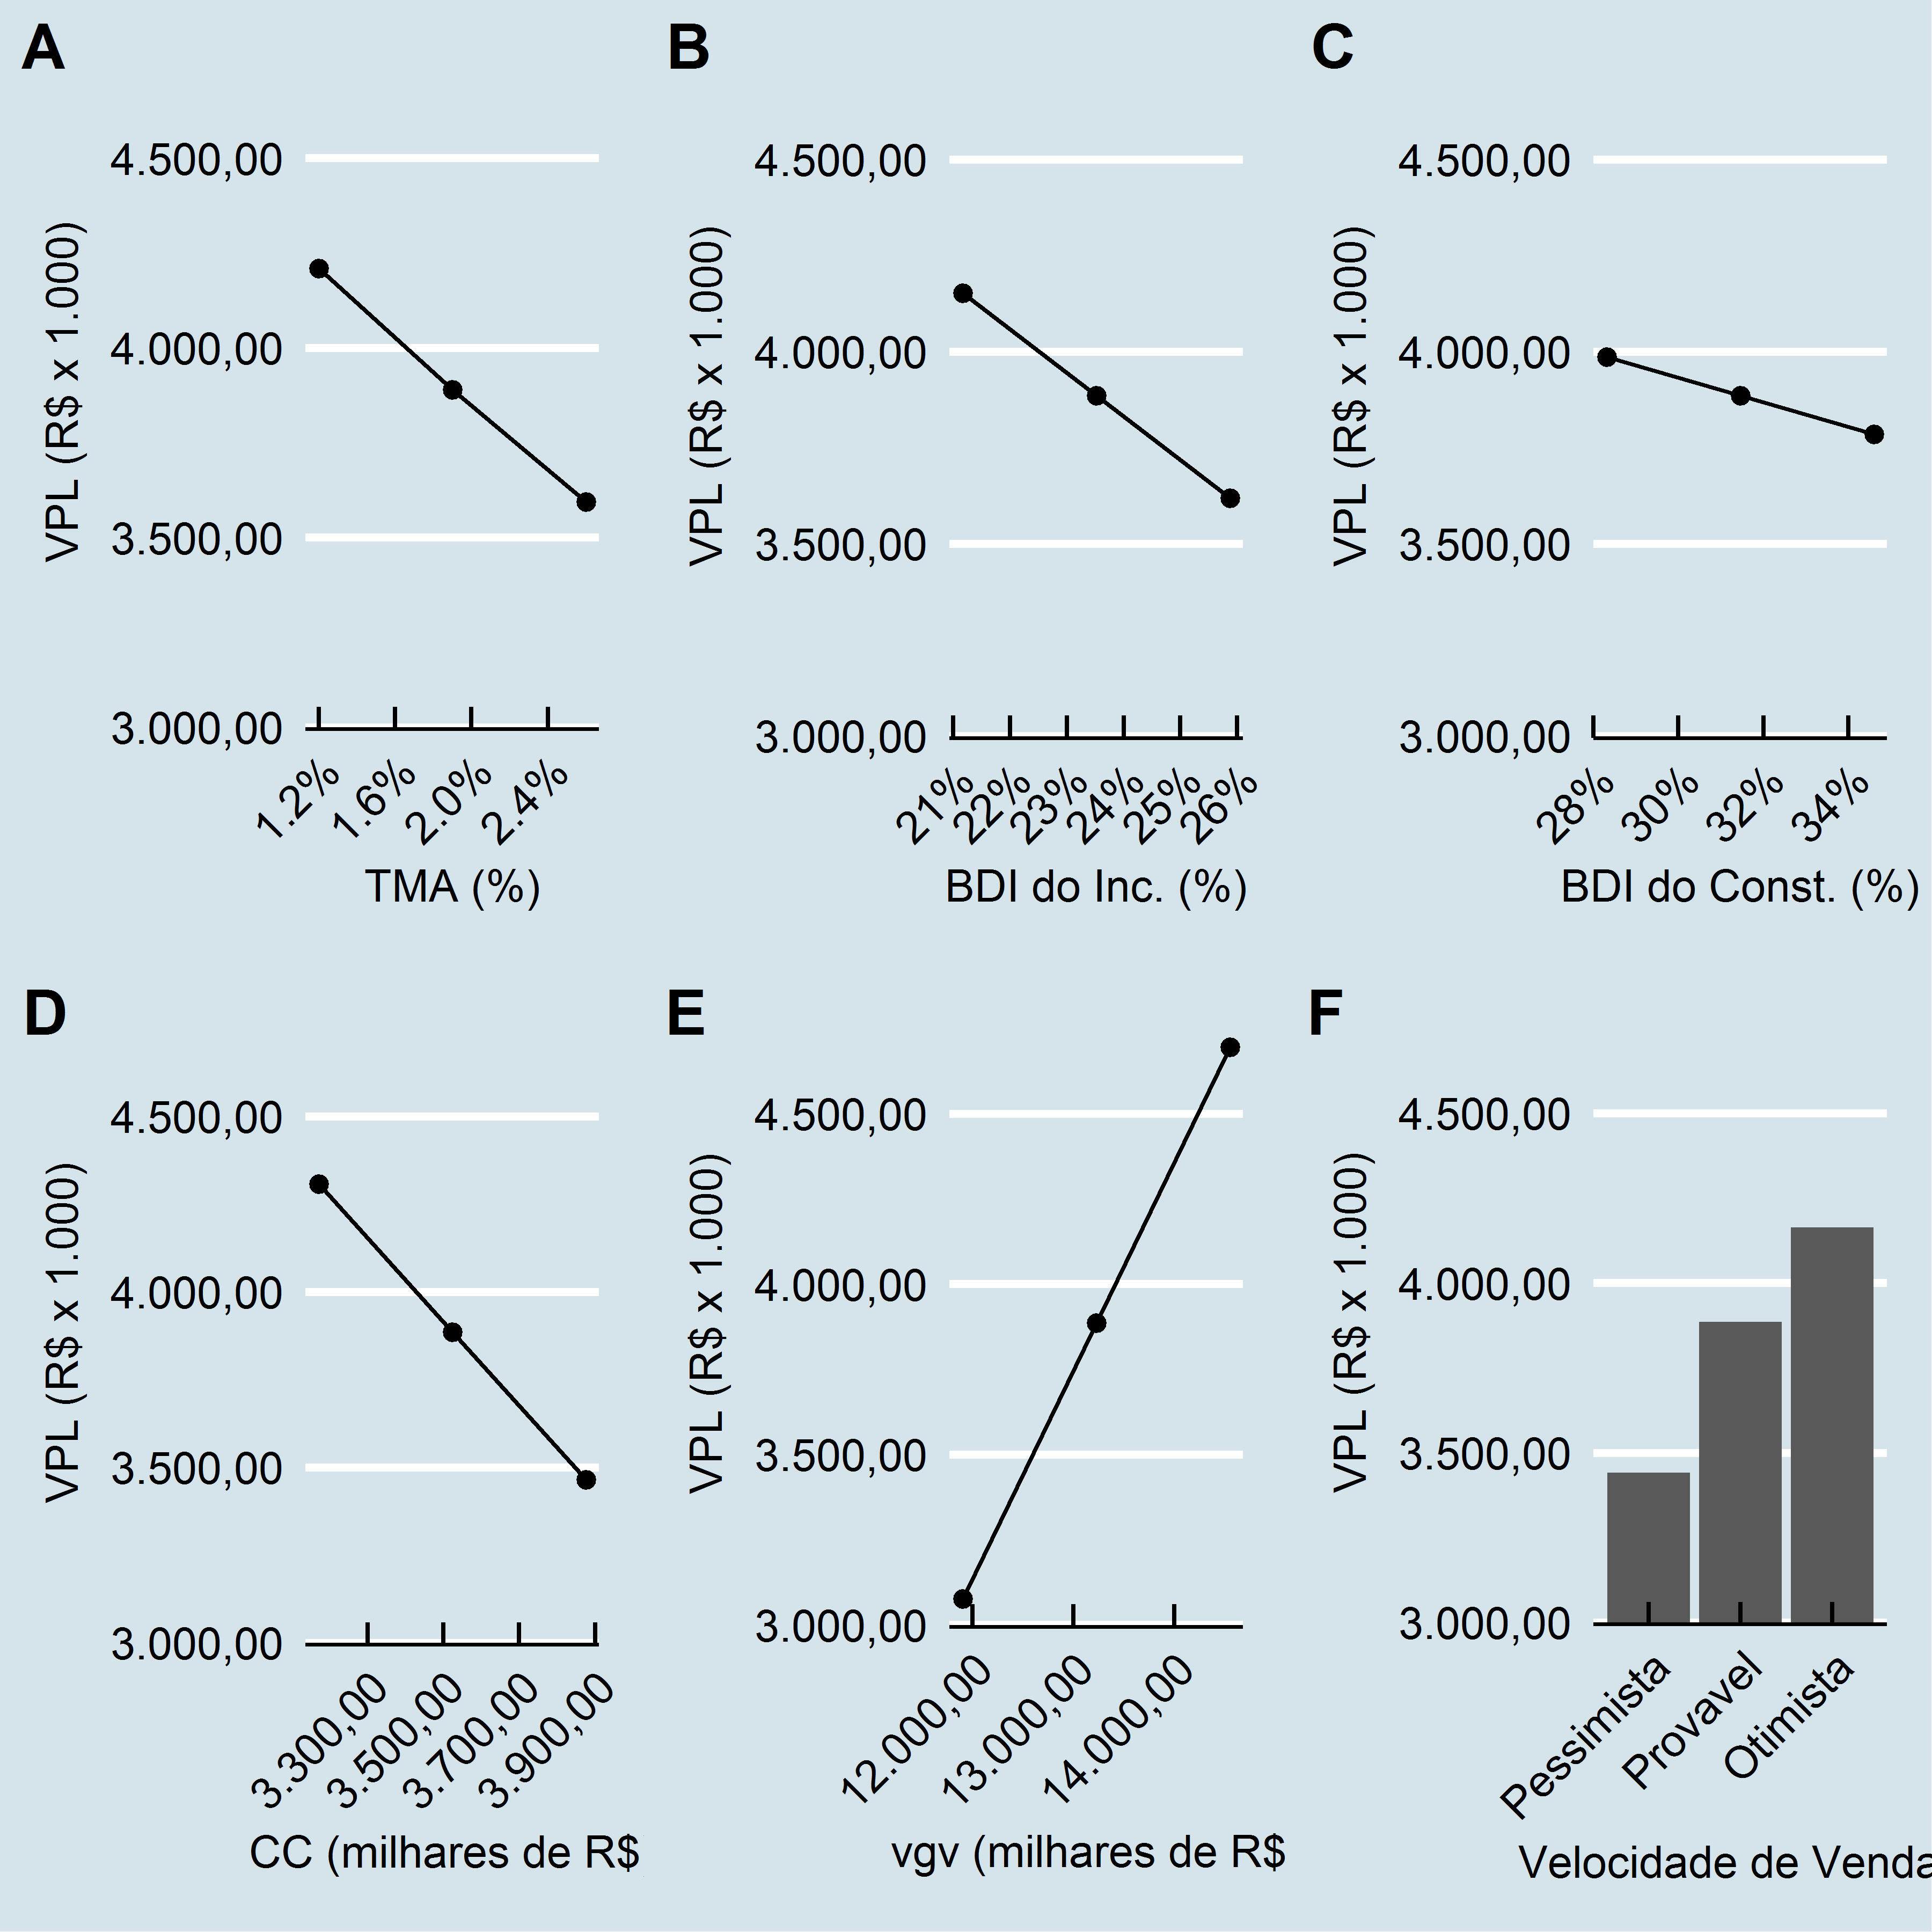 A
VPL (R$ x 1.000)
4.500,00
4.000,00
3.500,00
3.000,00
1.2%
1.6%
2.0%
2.4%
TMA (%)
B
VPL (R$ x 1.000)
4.500,00
4.000,00
3.500,00
3.000,00
21%
22%
23%
24%
25%
26%
BDI do Inc. (%)
C
VPL (R$ x 1.000)
4.500,00
4.000,00
3.500,00
3.000,00
28%
30%
32%
34%
BDI do Const. (%)
D
VPL (R$ x 1.000)
4.500,00
4.000,00
3.500,00
3.000,00
3.300,00
3.500,00
3.700,00
3.900,00
CC (milhares de R$
E
VPL (R$ x 1.000)
4.500,00
4.000,00
3.500,00
3.000,00
12.000,00
13.000,00
14.000,00
vgv (milhares de R$
F
VPL (R$ x 1.000)
4.500,00
4.000,00
3.500,00
3.000,00
Pessimista
Provavel
Otimista
Velocidade de Venda